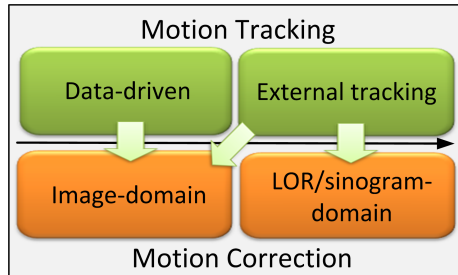 Motion Tracking
Data-driven
External tracking
Image-domain
LOR/sinogram-
domain
Motion Correction